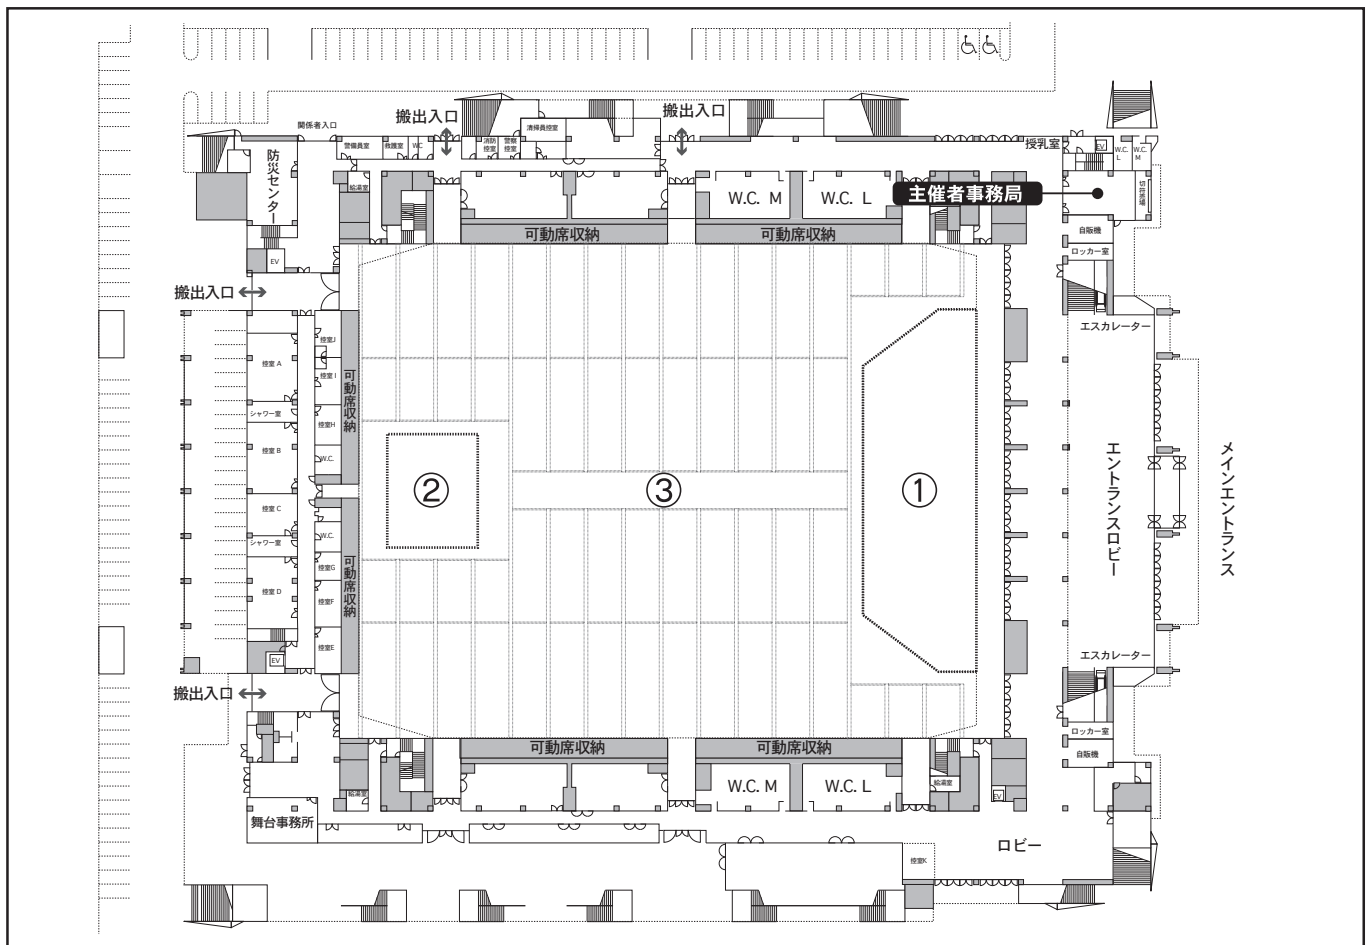 搬出入口
搬出入口
関係者入口
清掃員控室
警備員室
救護室
WC
消防
控室
警察
控室
授乳室
EV
W.C.
L
W.C.
M
防災センター
給湯室
W.C. M
W.C. L
主催者事務局
切符売場
可動席収納
可動席収納
自販機
ロッカー室
EV
搬出入口
エスカレーター
控室J
控室 A
控室 I
可動席収納
シャワー室
控室H
控室 B
W.C.
エントランスロビー
メインエントランス
②
③
①
控室 C
W.C.
シャワー室
可動席収納
控室G
控室 D
控室F
控室E
EV
エスカレーター
搬出入口
ロッカー室
自販機
可動席収納
可動席収納
W.C. M
W.C. L
給湯室
給湯室
EV
舞台事務所
ロビー
控室K